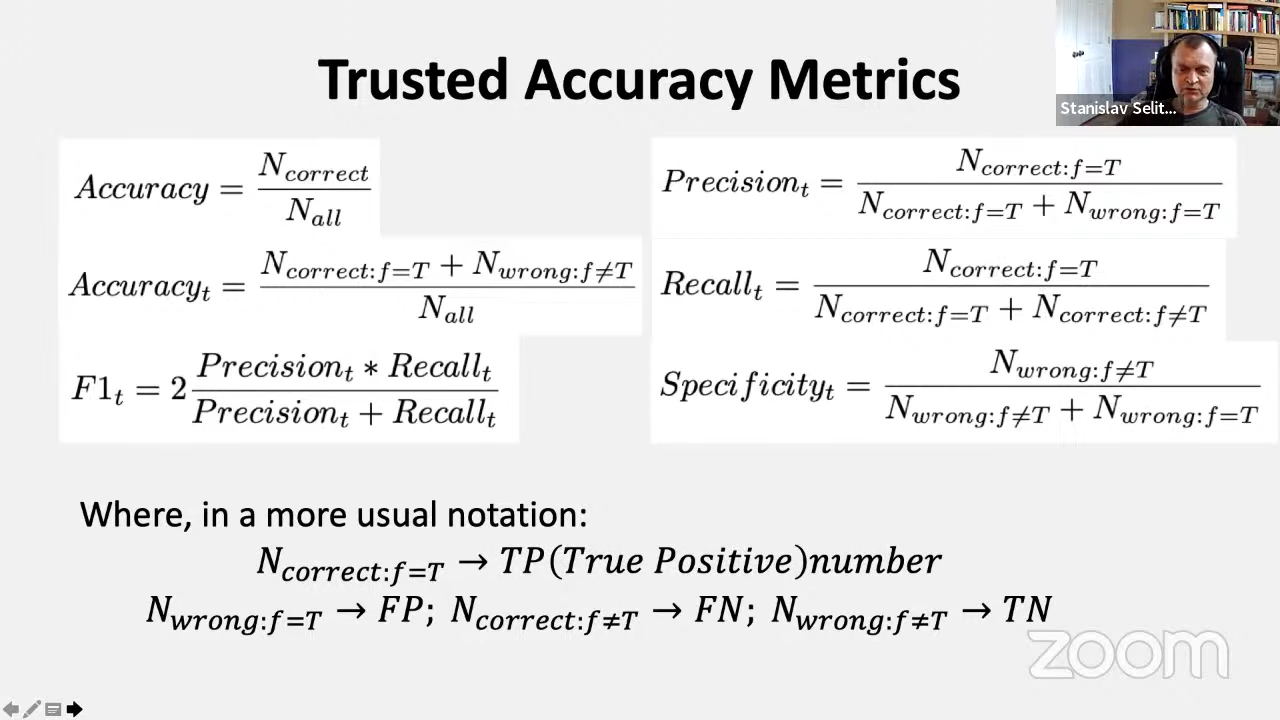 Trusted Accuracy Metrics
Stanislav Selit...
Accuracy = N_correct / N_all
Precision_t = N_correct:f=T / (N_correct:f=T + N_wrong:f=T)
Accuracy_t = (N_correct:f=T + N_wrong:f≠T) / N_all
Recall_t = N_correct:f=T / (N_correct:f=T + N_correct:f≠T)
F1_t = 2 (Precision_t * Recall_t) / (Precision_t + Recall_t)
Specificity_t = N_wrong:f≠T / (N_wrong:f≠T + N_wrong:f=T)
Where, in a more usual notation:
N_correct:f=T → TP(True Positive)number
N_wrong:f=T → FP; N_correct:f≠T → FN; N_wrong:f≠T → TN
zoom